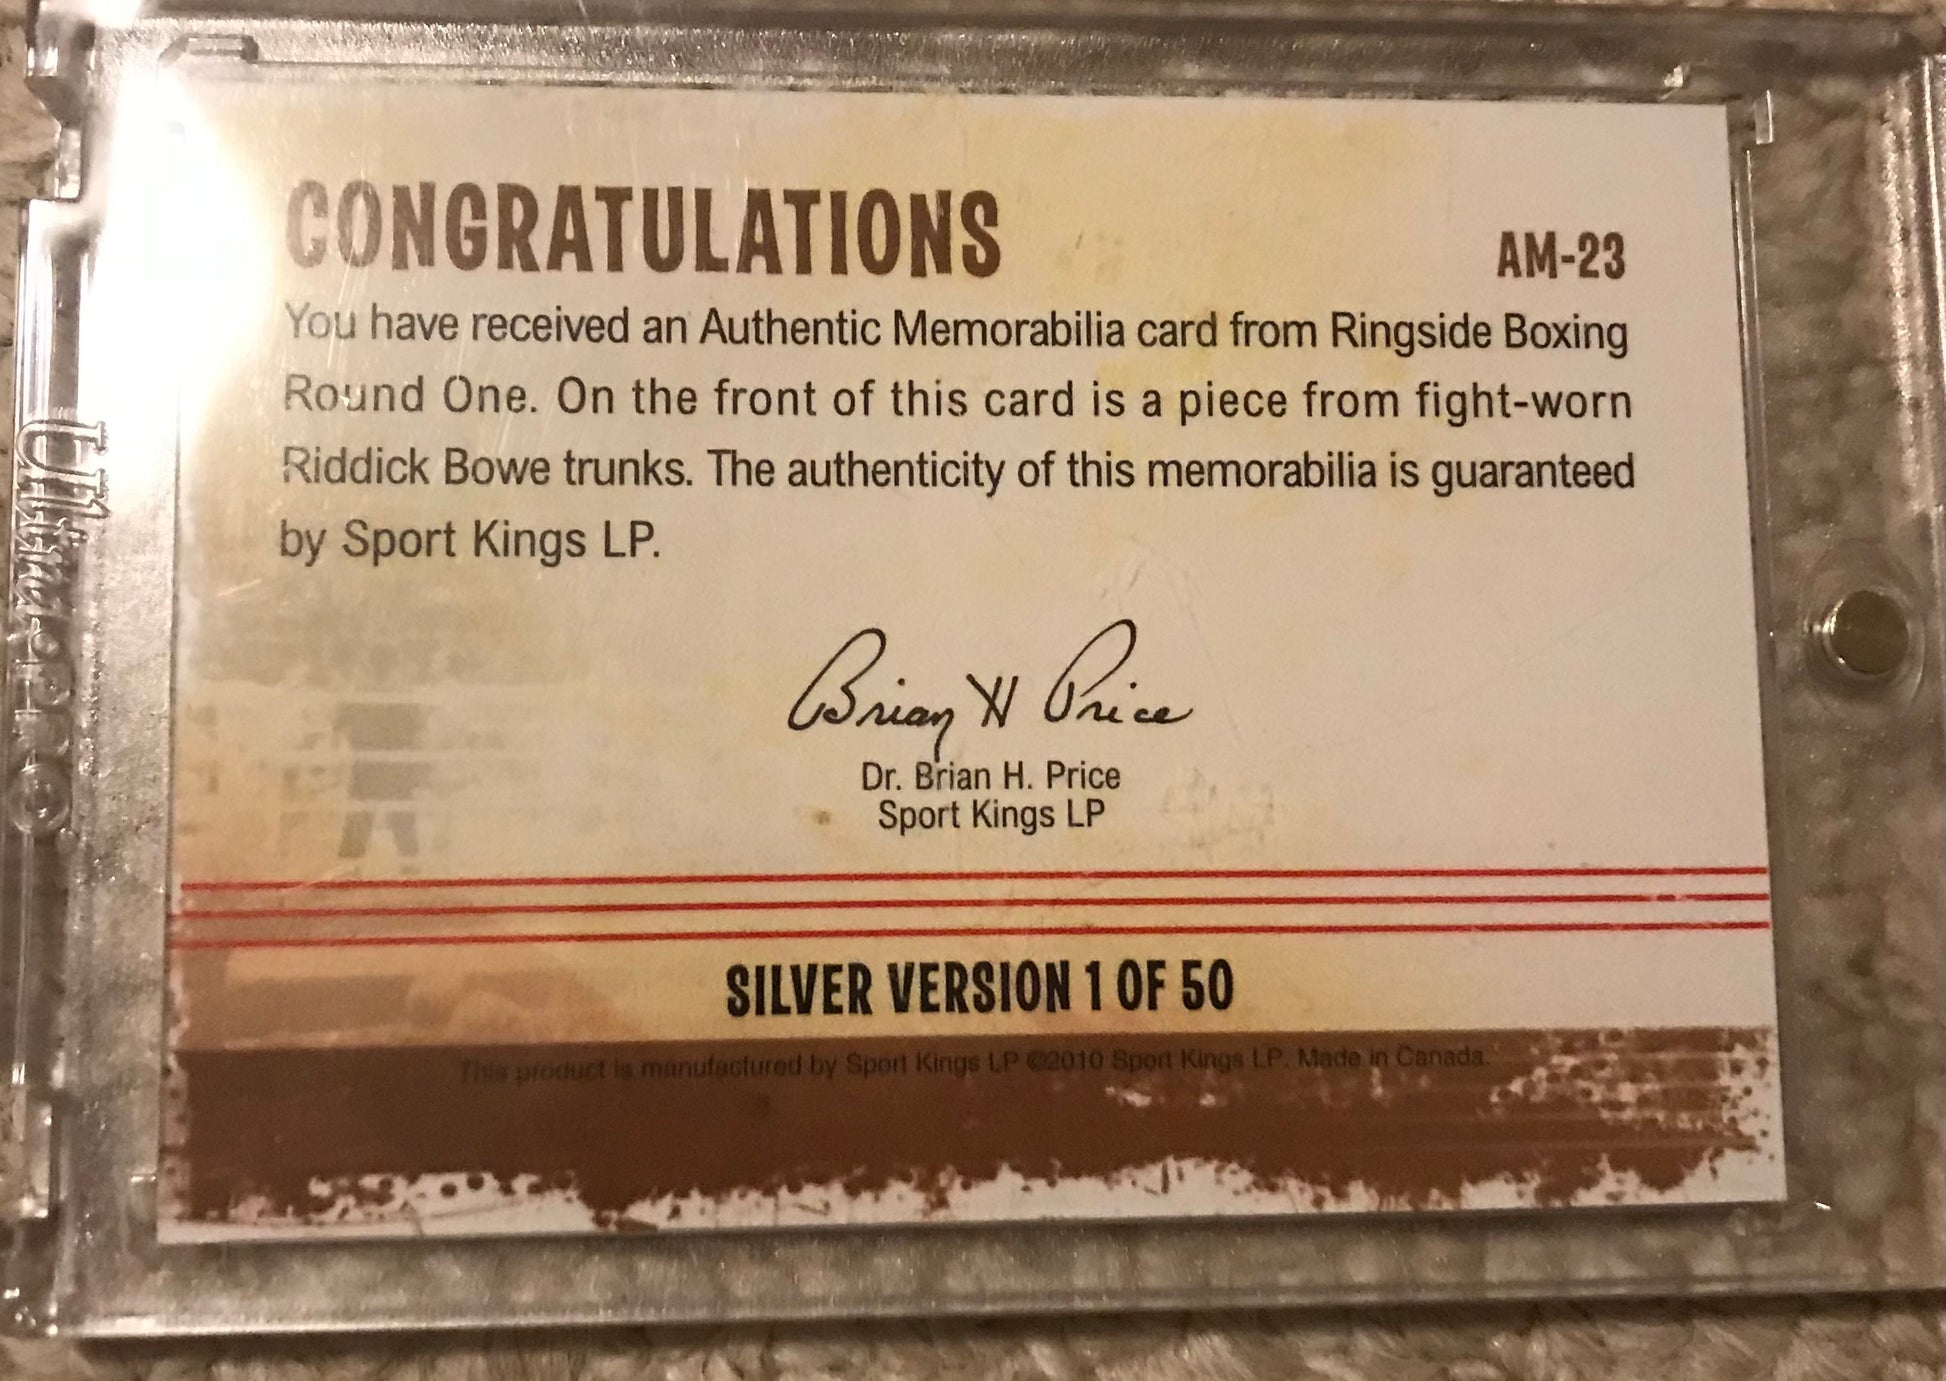 CONGRATULATIONS
AM-23
You have received an Authentic Memorabilia card from Ringside Boxing
Round One. On the front of this card is a piece from fight-worn
Riddick Bowe trunks. The authenticity of this memorabilia is guaranteed
by Sport Kings LP.
Brian H Price
Dr. Brian H. Price
Sport Kings LP
SILVER VERSION 1 OF 50
This product is manufactured by Sport Kings LP ©2010 Sport Kings LP. Made in Canada.
Ultra PRO